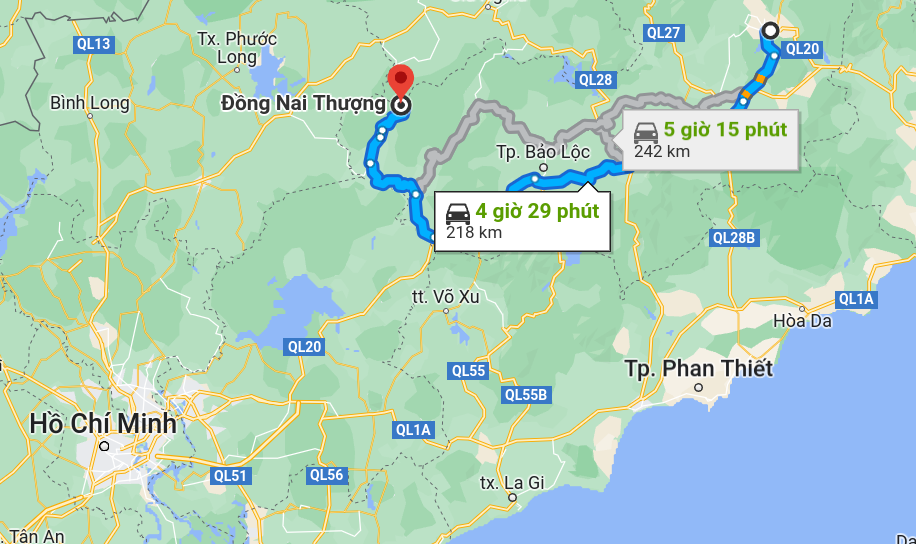 QL13
Tx. Phước
Long
QL27
QL20
QL28
Bình Long
Đồng Nai Thượng
5 giờ 15 phút
242 km
Tp. Bảo Lộc
4 giờ 29 phút
218 km
QL28B
tt. Võ Xu
QL1A
Hòa Da
QL20
QL55
Tp. Phan Thiết
QL55B
Hồ Chí Minh
QL1A
QL51
QL56
tx. La Gi
Tân An